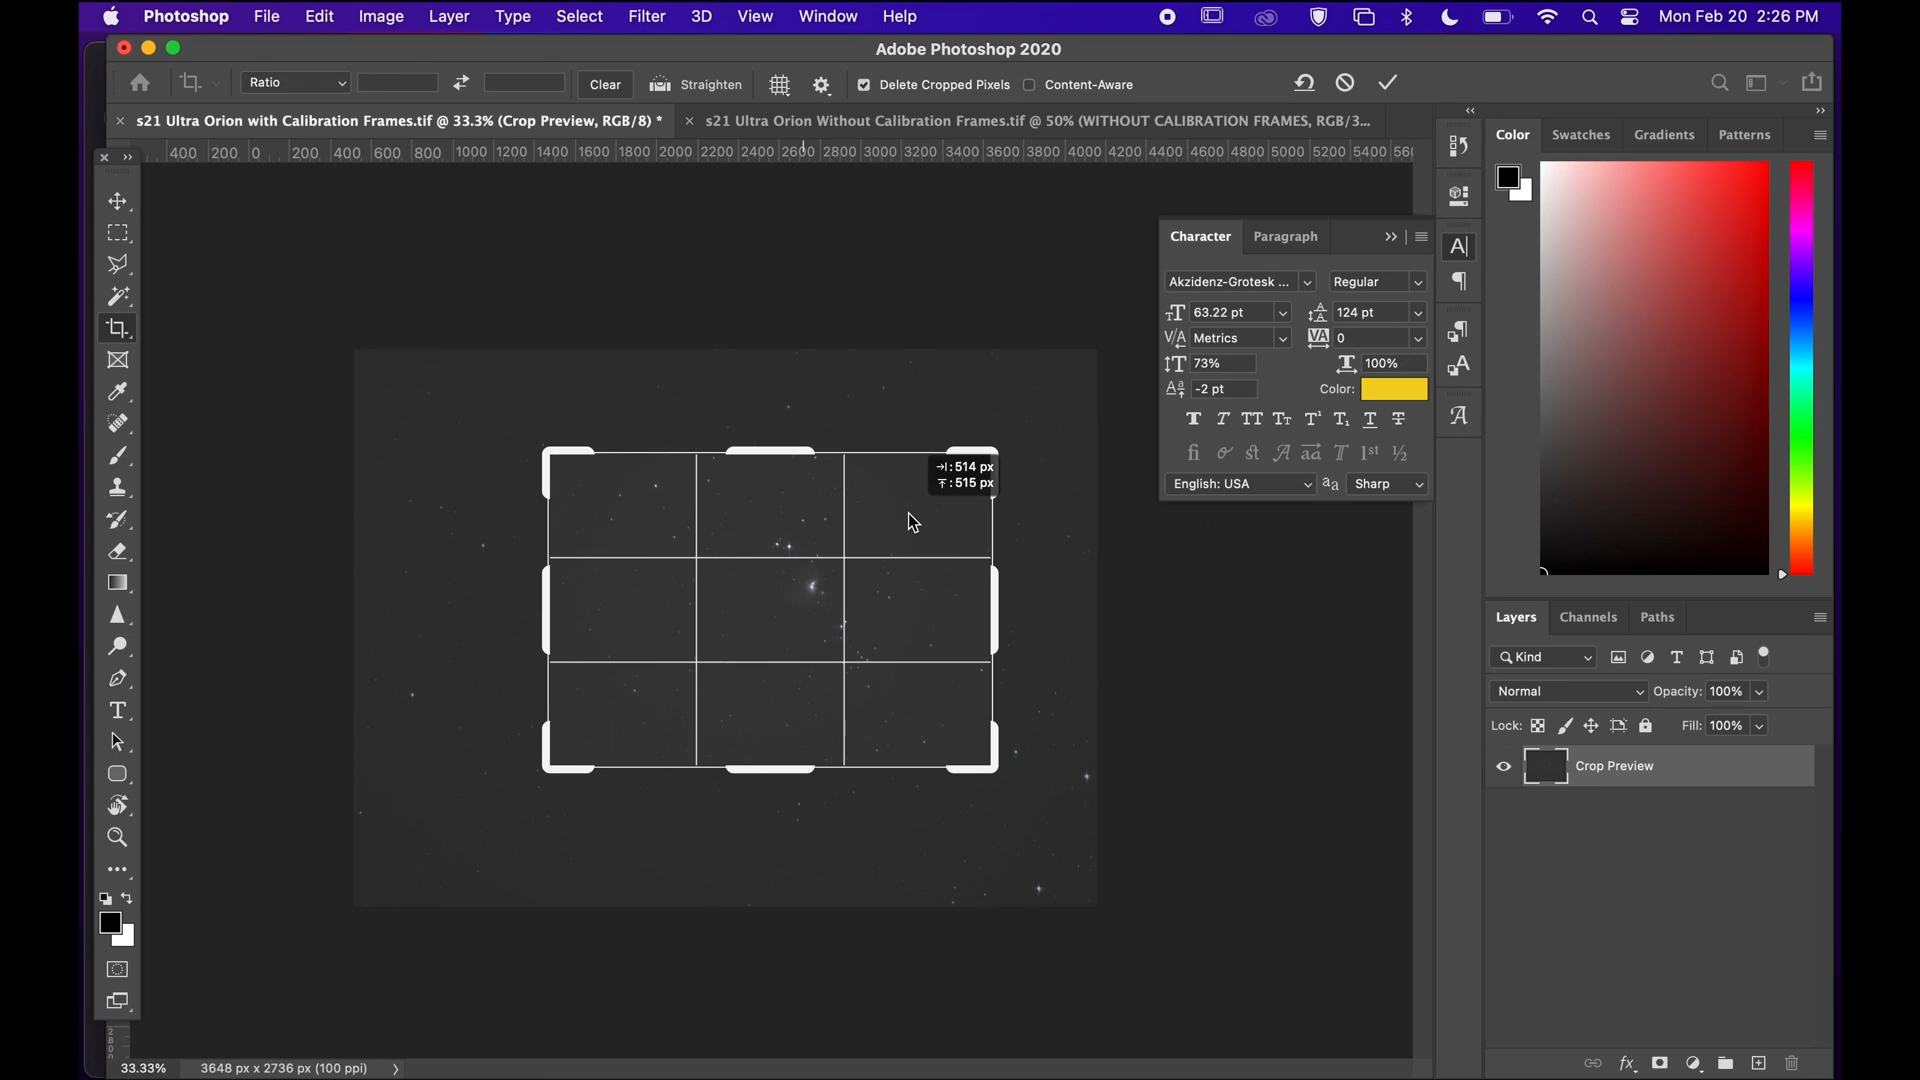 Photoshop File Edit Image Layer Type Select Filter 3D View Window Help Mon Feb 20 2:26 PM
Adobe Photoshop 2020
Ratio Clear Straighten Delete Cropped Pixels Content-Aware
s21 Ultra Orion with Calibration Frames.tif @ 33.3% (Crop Preview, RGB/8) * s21 Ultra Orion Without Calibration Frames.tif @ 50% (WITHOUT CALIBRATION FRAMES, RGB/3...
400 200 0 200 400 600 800 1000 1200 1400 1600 1800 2000 2200 2400 2600 2800 3000 3200 3400 3600 3800 4000 4200 4400 4600 4800 5000 5200 5400 56
Color Swatches Gradients Patterns
Character Paragraph
Akzidenz-Grotesk ... Regular
63.22 pt 124 pt
Metrics 0
73% 100%
-2 pt Color:
English: USA Sharp
: 514 px
: 515 px
Layers Channels Paths
Kind
Normal Opacity: 100%
Lock: Fill: 100%
Crop Preview
33.33% 3648 px x 2736 px (100 ppi)